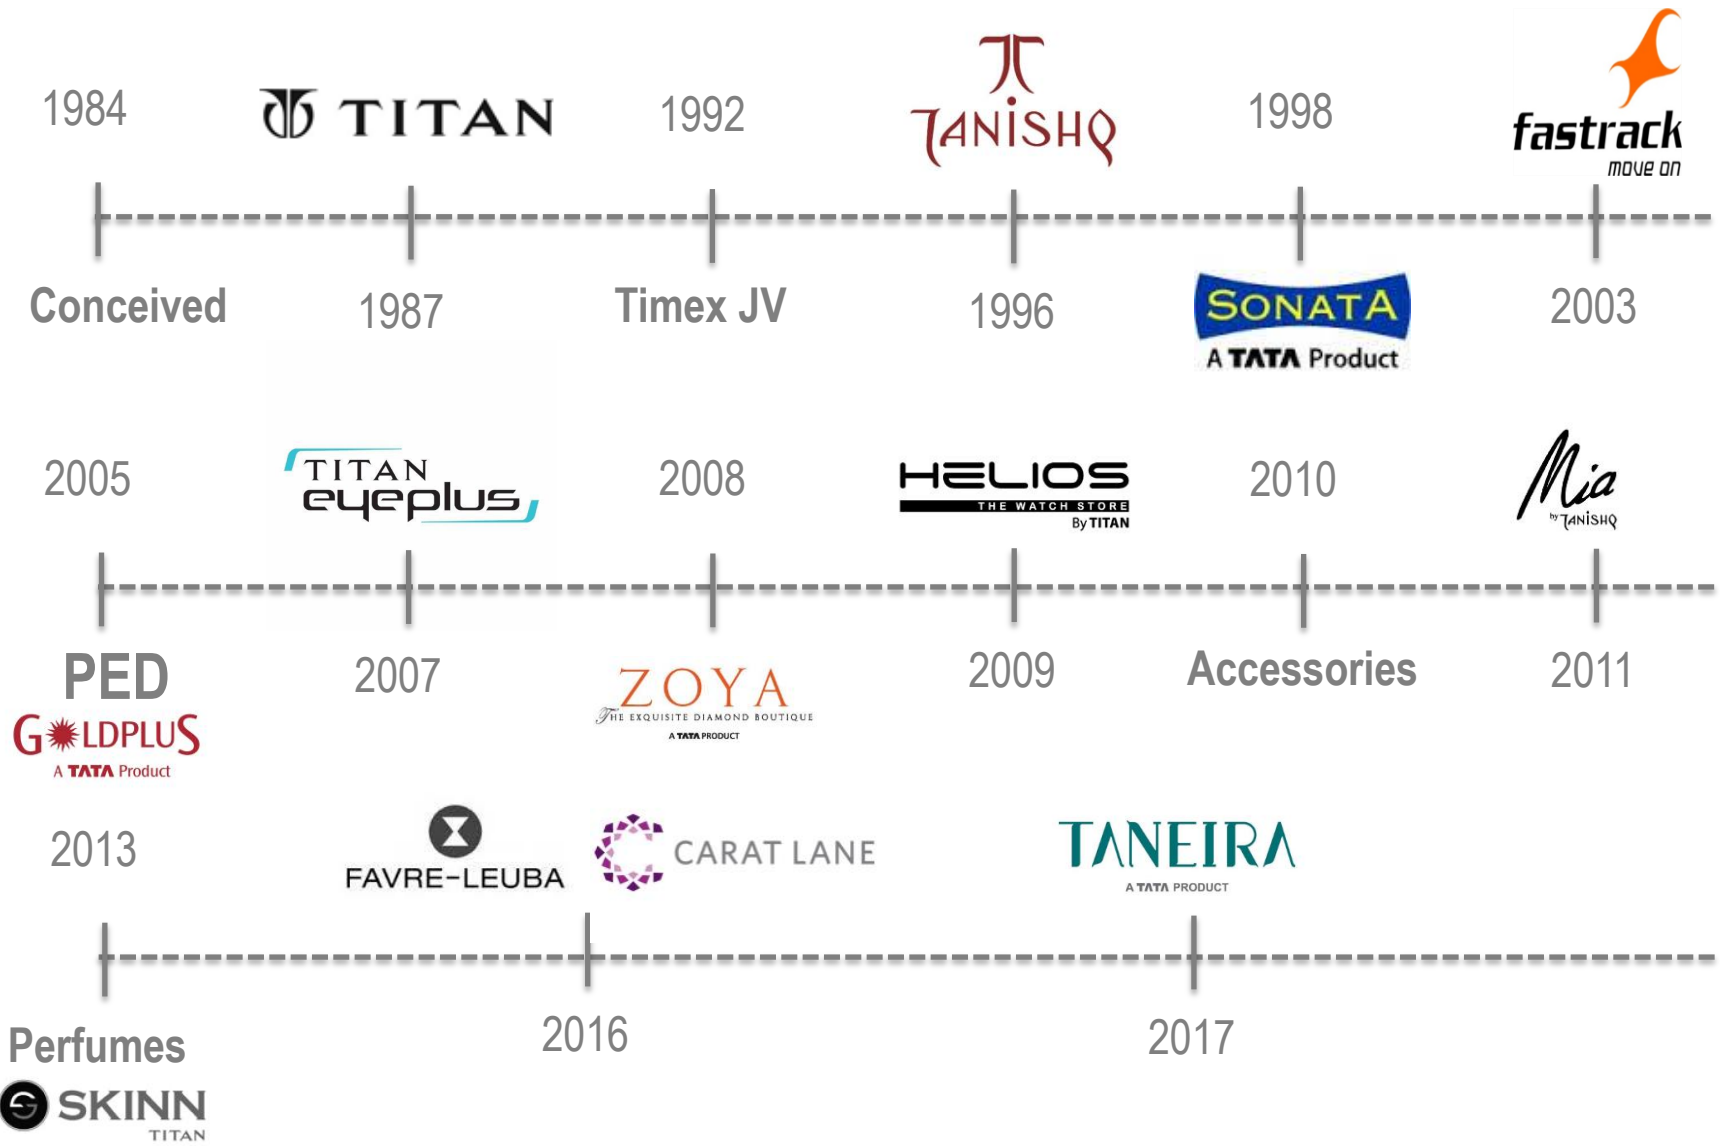 1984
TITAN
1992
TANISHQ
1998
fastrack
move on
Conceived
1987
Timex JV
1996
SONATA
A TATA Product
2003
2005
TITAN
eyeplus
2008
HELIOS
THE WATCH STORE
By TITAN
2010
Mia
by TANISHQ
PED
GOLDPLUS
A TATA Product
2007
ZOYA
THE EXQUISITE DIAMOND BOUTIQUE
A TATA PRODUCT
2009
Accessories
2011
2013
FAVRE-LEUBA
CARAT LANE
TANEIRA
A TATA PRODUCT
Perfumes
SKINN
TITAN
2016
2017